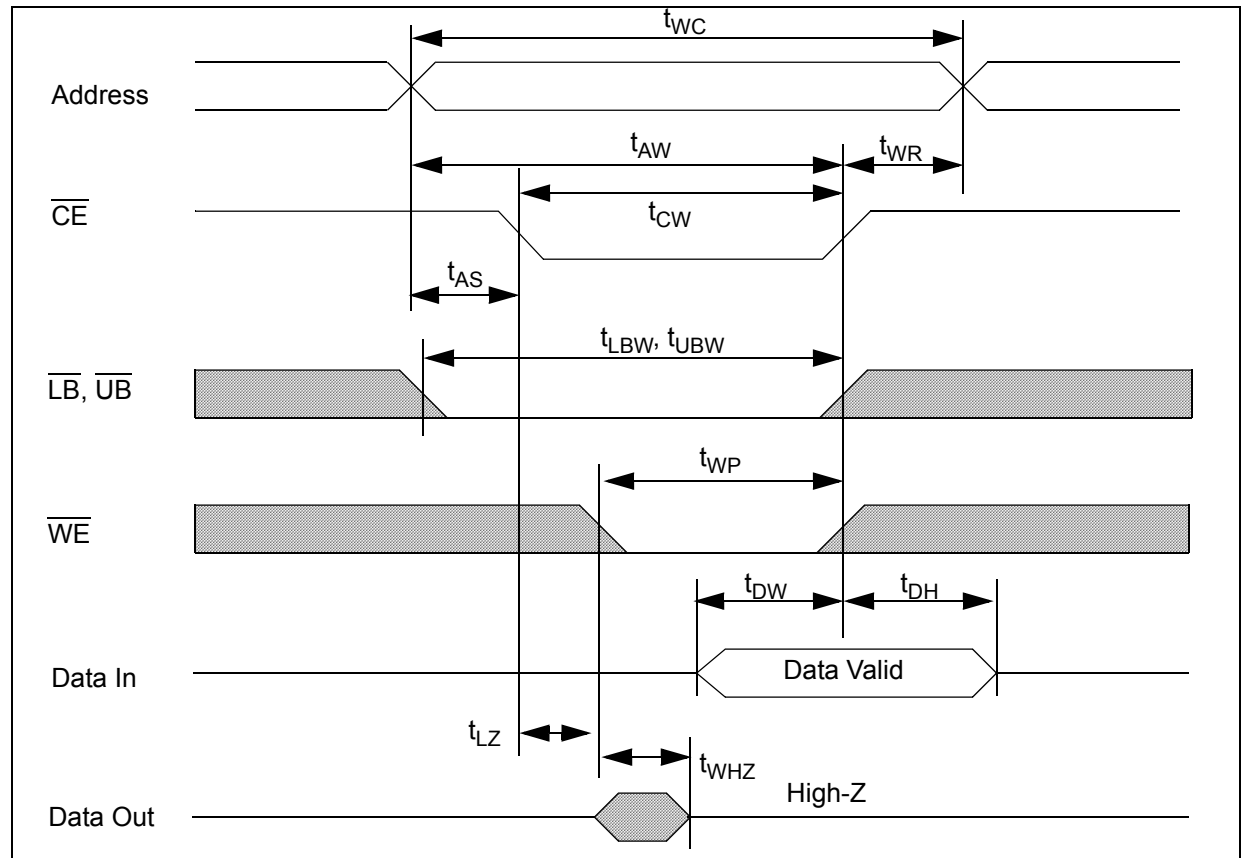 tWC
Address
tAW
tWR
CE
tCW
tAS
tLBW, tUBW
LB, UB
tWP
WE
tDW
tDH
Data In
Data Valid
tLZ
tWHZ
High-Z
Data Out